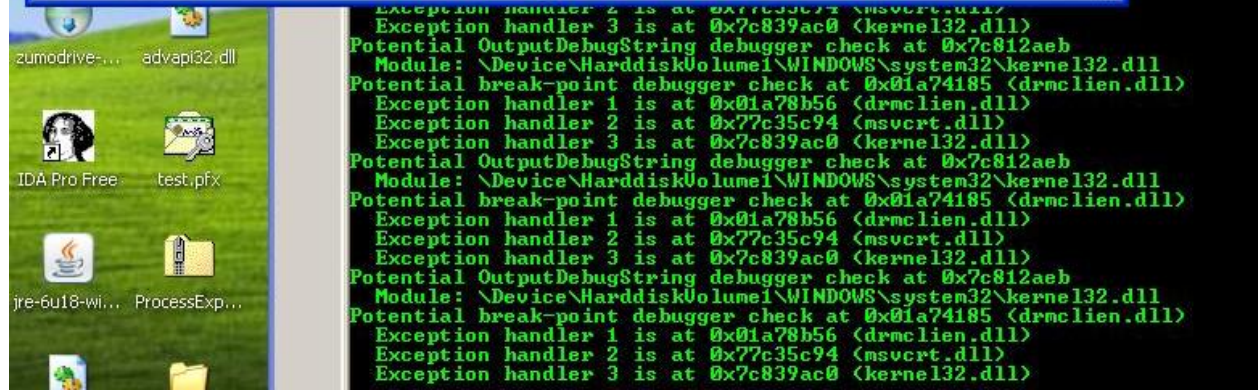 zumodrive-...
advapi32.dll
IDA Pro Free
test.pfx
jre-6u18-wi...
ProcessExp...
Exception handler 2 is at 0x77c35c94 (msvcrt.dll)
Exception handler 3 is at 0x7c839ac0 (kernel32.dll)
Potential OutputDebugString debugger check at 0x7c812aeb
Module: \Device\HarddiskVolume1\WINDOWS\system32\kernel32.dll
Potential break-point debugger check at 0x01a74185 (drmclien.dll)
Exception handler 1 is at 0x01a78b56 (drmclien.dll)
Exception handler 2 is at 0x77c35c94 (msvcrt.dll)
Exception handler 3 is at 0x7c839ac0 (kernel32.dll)
Potential OutputDebugString debugger check at 0x7c812aeb
Module: \Device\HarddiskVolume1\WINDOWS\system32\kernel32.dll
Potential break-point debugger check at 0x01a74185 (drmclien.dll)
Exception handler 1 is at 0x01a78b56 (drmclien.dll)
Exception handler 2 is at 0x77c35c94 (msvcrt.dll)
Exception handler 3 is at 0x7c839ac0 (kernel32.dll)
Potential OutputDebugString debugger check at 0x7c812aeb
Module: \Device\HarddiskVolume1\WINDOWS\system32\kernel32.dll
Potential break-point debugger check at 0x01a74185 (drmclien.dll)
Exception handler 1 is at 0x01a78b56 (drmclien.dll)
Exception handler 2 is at 0x77c35c94 (msvcrt.dll)
Exception handler 3 is at 0x7c839ac0 (kernel32.dll)